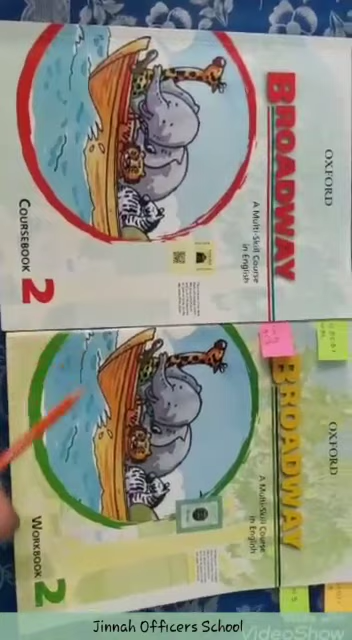 OXFORD
BROADWAY
A Multi-Skill Course
in English
COURSEBOOK 2
OXFORD
BROADWAY
A Multi-Skill Course
in English
WORKBOOK 2
Jinnah Officers School
VideoShow